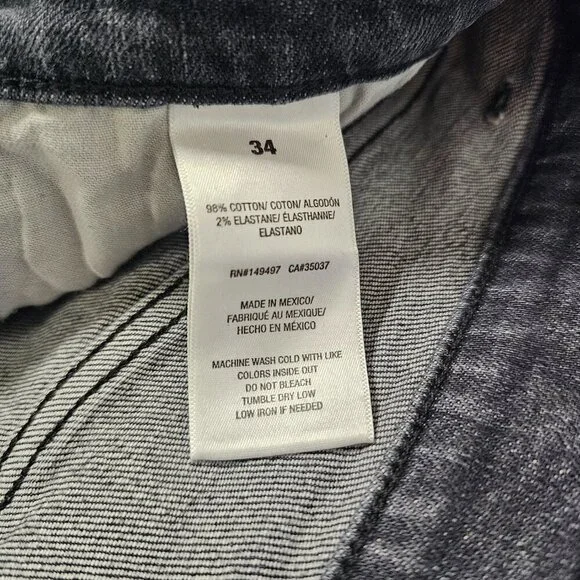 34
98% COTTON/ COTON/ ALGODÓN
2% ELASTANE/ ÉLASTHANNE/
ELASTANO
RN#149497 CA#35037
MADE IN MEXICO/
FABRIQUÉ AU MEXIQUE/
HECHO EN MÉXICO
MACHINE WASH COLD WITH LIKE
COLORS INSIDE OUT
DO NOT BLEACH
TUMBLE DRY LOW
LOW IRON IF NEEDED